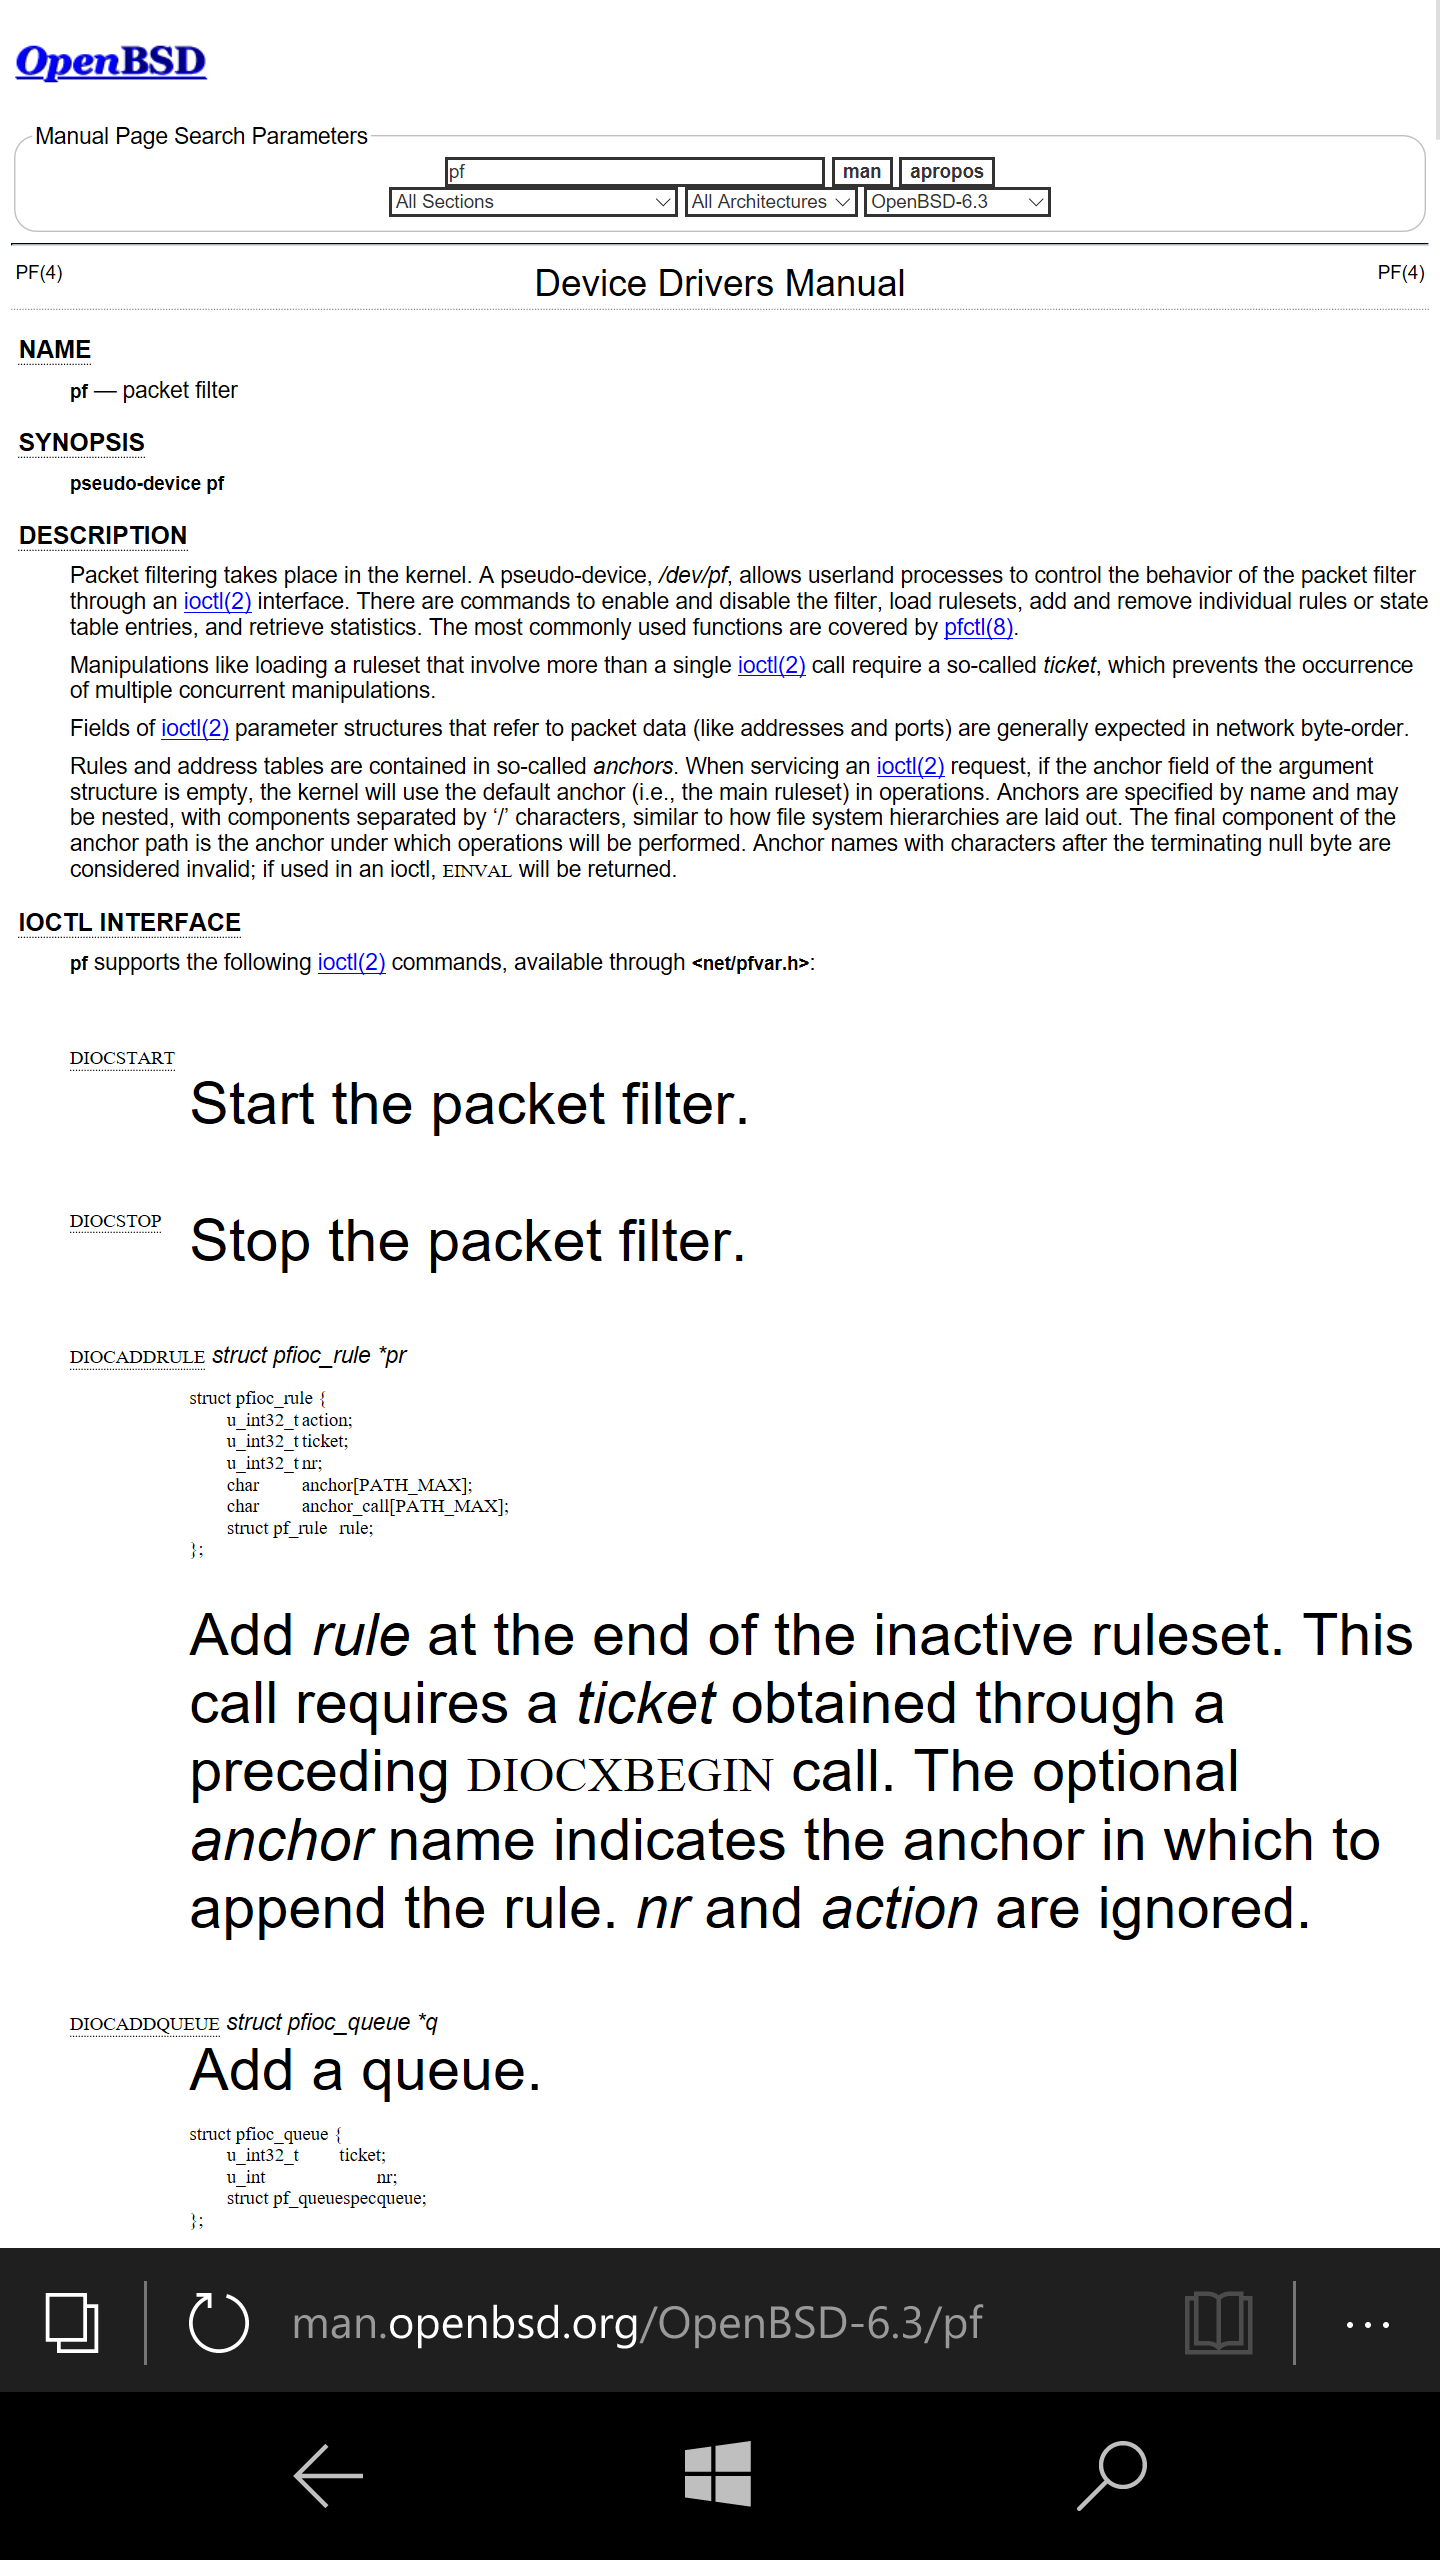 OpenBSD
Manual Page Search Parameters
pf man apropos
All Sections All Architectures OpenBSD-6.3
PF(4) Device Drivers Manual PF(4)
NAME
pf — packet filter
SYNOPSIS
pseudo-device pf
DESCRIPTION
Packet filtering takes place in the kernel. A pseudo-device, /dev/pf, allows userland processes to control the behavior of the packet filter
through an ioctl(2) interface. There are commands to enable and disable the filter, load rulesets, add and remove individual rules or state
table entries, and retrieve statistics. The most commonly used functions are covered by pfctl(8).
Manipulations like loading a ruleset that involve more than a single ioctl(2) call require a so-called ticket, which prevents the occurrence
of multiple concurrent manipulations.
Fields of ioctl(2) parameter structures that refer to packet data (like addresses and ports) are generally expected in network byte-order.
Rules and address tables are contained in so-called anchors. When servicing an ioctl(2) request, if the anchor field of the argument
structure is empty, the kernel will use the default anchor (i.e., the main ruleset) in operations. Anchors are specified by name and may
be nested, with components separated by ‘/’ characters, similar to how file system hierarchies are laid out. The final component of the
anchor path is the anchor under which operations will be performed. Anchor names with characters after the terminating null byte are
considered invalid; if used in an ioctl, EINVAL will be returned.
IOCTL INTERFACE
pf supports the following ioctl(2) commands, available through <net/pfvar.h>:
DIOCSTART
Start the packet filter.
DIOCSTOP Stop the packet filter.
DIOCADDRULE struct pfioc_rule *pr
struct pfioc_rule {
u_int32_t action;
u_int32_t ticket;
u_int32_t nr;
char anchor[PATH_MAX];
char anchor_call[PATH_MAX];
struct pf_rule rule;
};
Add rule at the end of the inactive ruleset. This
call requires a ticket obtained through a
preceding DIOCXBEGIN call. The optional
anchor name indicates the anchor in which to
append the rule. nr and action are ignored.
DIOCADDQUEUE struct pfioc_queue *q
Add a queue.
struct pfioc_queue {
u_int32_t ticket;
u_int nr;
struct pf_queuespec queue;
};
man.openbsd.org/OpenBSD-6.3/pf